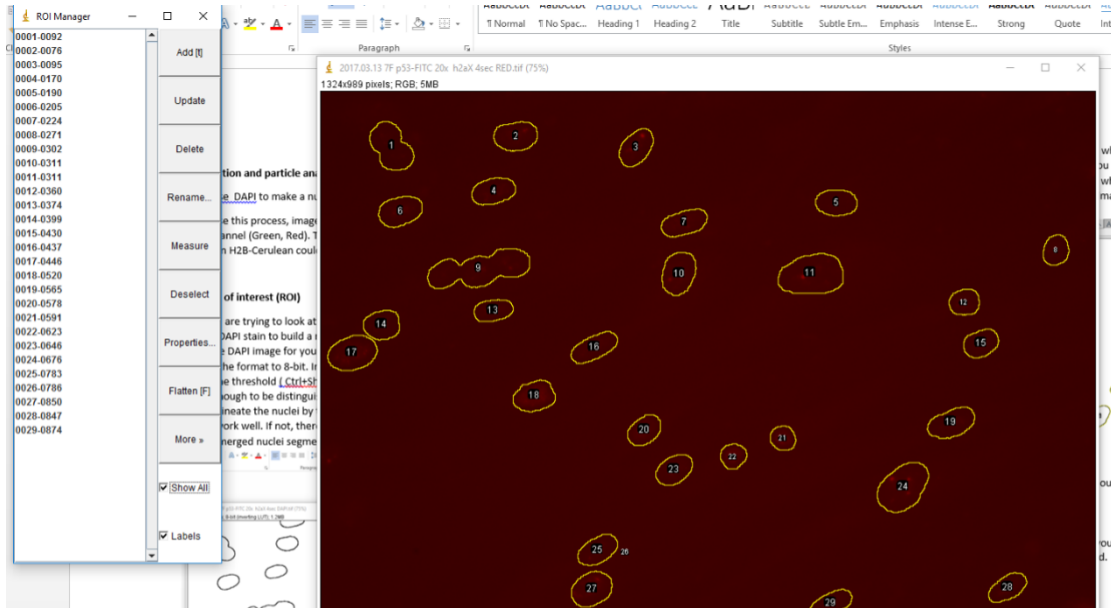 ROI Manager
0001-0092
0002-0076
0003-0095
0004-0170
0005-0190
0006-0205
0007-0224
0008-0271
0009-0302
0010-0311
0011-0311
0012-0360
0013-0374
0014-0399
0015-0430
0016-0437
0017-0446
0018-0520
0019-0565
0020-0578
0021-0591
0022-0623
0023-0646
0024-0676
0025-0783
0026-0786
0027-0850
0028-0847
0029-0874
Add [t]
Update
Delete
Rename...
Measure
Deselect
Properties...
Flatten [F]
More »
Show All
Labels
Paragraph
¶ Normal ¶ No Spac... Heading 1 Heading 2 Title Subtitle Subtle Em... Emphasis Intense E... Strong Quote Int
Styles
tion and particle ana
e DAPI to make a nu
e this process, image
annel (Green, Red). T
n H2B-Cerulean coul
of interest (ROI)
are trying to look at
DAPI stain to build a
e DAPI image for you
he format to 8-bit. I
e threshold ( Ctrl+Sh
ough to be distingui
ineate the nuclei by
ork well. If not, ther
merged nuclei segme
2017.03.13 7F p53-FITC 20x h2aX 4sec RED.tif (75%)
1324x989 pixels; RGB; 5MB
1
2
3
4
5
6
7
8
9
10
11
12
13
14
15
16
17
18
19
20
21
22
23
24
25
26
27
28
29